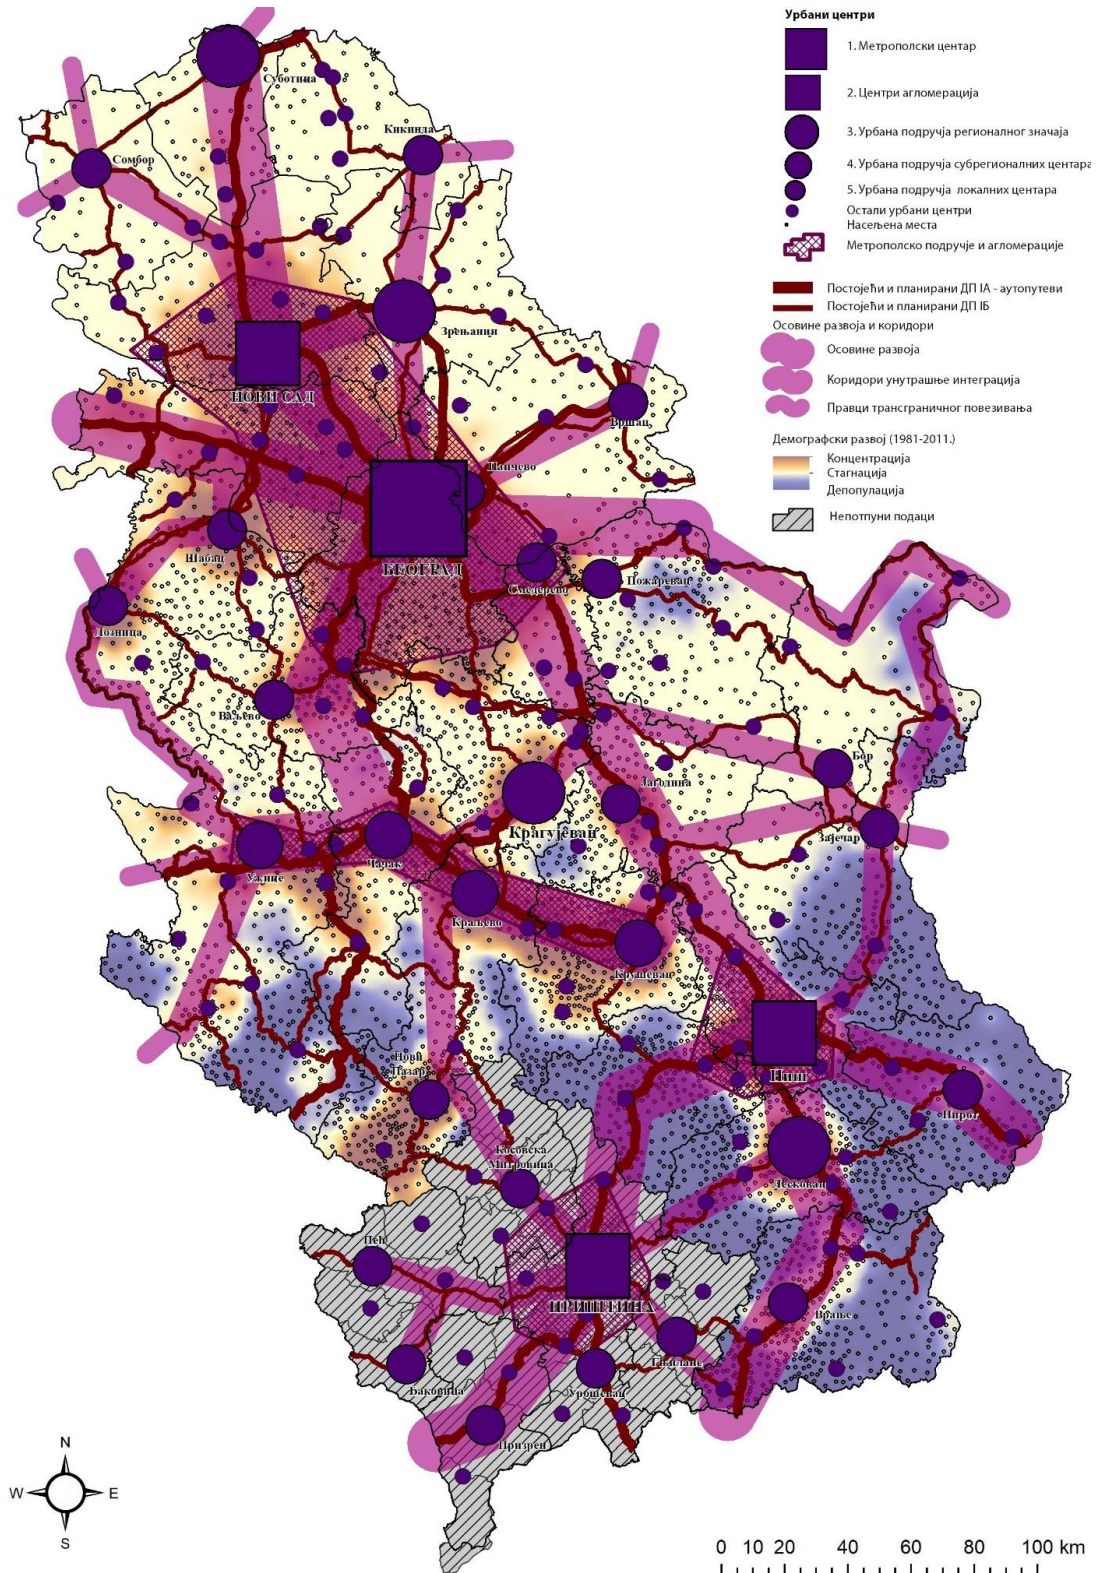 Урбани центри
1. Метрополски центар
2. Центри агломерација
3. Урбана подручја регионалног значаја
4. Урбана подручја субрегионалних центара
5. Урбана подручја локалних центара
Остали урбани центри
Насељена места
Метрополско подручје и агломерације
Постојећи и планирани ДП IА - аутопутеви
Постојећи и планирани ДП IБ
Осовине развоја и коридори
Осовине развоја
Коридори унутрашње интеграција
Правци трансграничног повезивања
Демографски развој (1981-2011.)
Концентрација
Стагнација
Депопулација
Непотпуни подаци
Суботица
Кикинда
Сомбор
Зрењанин
НОВИ САД
Вршац
Панчево
Шабац
БЕОГРАД
Смедерево
Пожаревац
Лозница
Ваљево
Бор
Јагодина
Крагујевац
Зајечар
Чачак
Ужице
Краљево
Крушевац
Нови
Пазар
Ниш
Пирот
Косовска
Митровица
Лесковац
Пећ
ПРИШТИНА
Врање
Гњилане
Ђаковица
Урошевац
Призрен
N
W
E
S
0 10 20 40 60 80 100 km